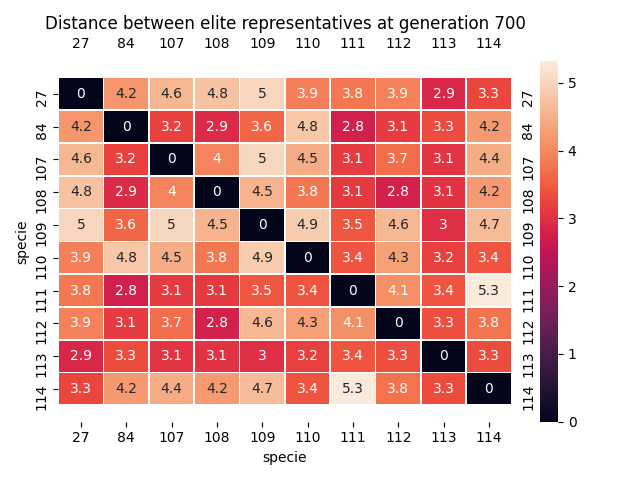 Distance between elite representatives at generation 700
27 84 107 108 109 110 111 112 113 114
27 0 4.2 4.6 4.8 5 3.9 3.8 3.9 2.9 3.3 27
84 4.2 0 3.2 2.9 3.6 4.8 2.8 3.1 3.3 4.2 84
107 4.6 3.2 0 4 5 4.5 3.1 3.7 3.1 4.4 107
108 4.8 2.9 4 0 4.5 3.8 3.1 2.8 3.1 4.2 108
109 5 3.6 5 4.5 0 4.9 3.5 4.6 3 4.7 109
110 3.9 4.8 4.5 3.8 4.9 0 3.4 4.3 3.2 3.4 110
111 3.8 2.8 3.1 3.1 3.5 3.4 0 4.1 3.4 5.3 111
112 3.9 3.1 3.7 2.8 4.6 4.3 4.1 0 3.3 3.8 112
113 2.9 3.3 3.1 3.1 3 3.2 3.4 3.3 0 3.3 113
114 3.3 4.2 4.4 4.2 4.7 3.4 5.3 3.8 3.3 0 114
27 84 107 108 109 110 111 112 113 114
specie
specie
5
4
3
2
1
0